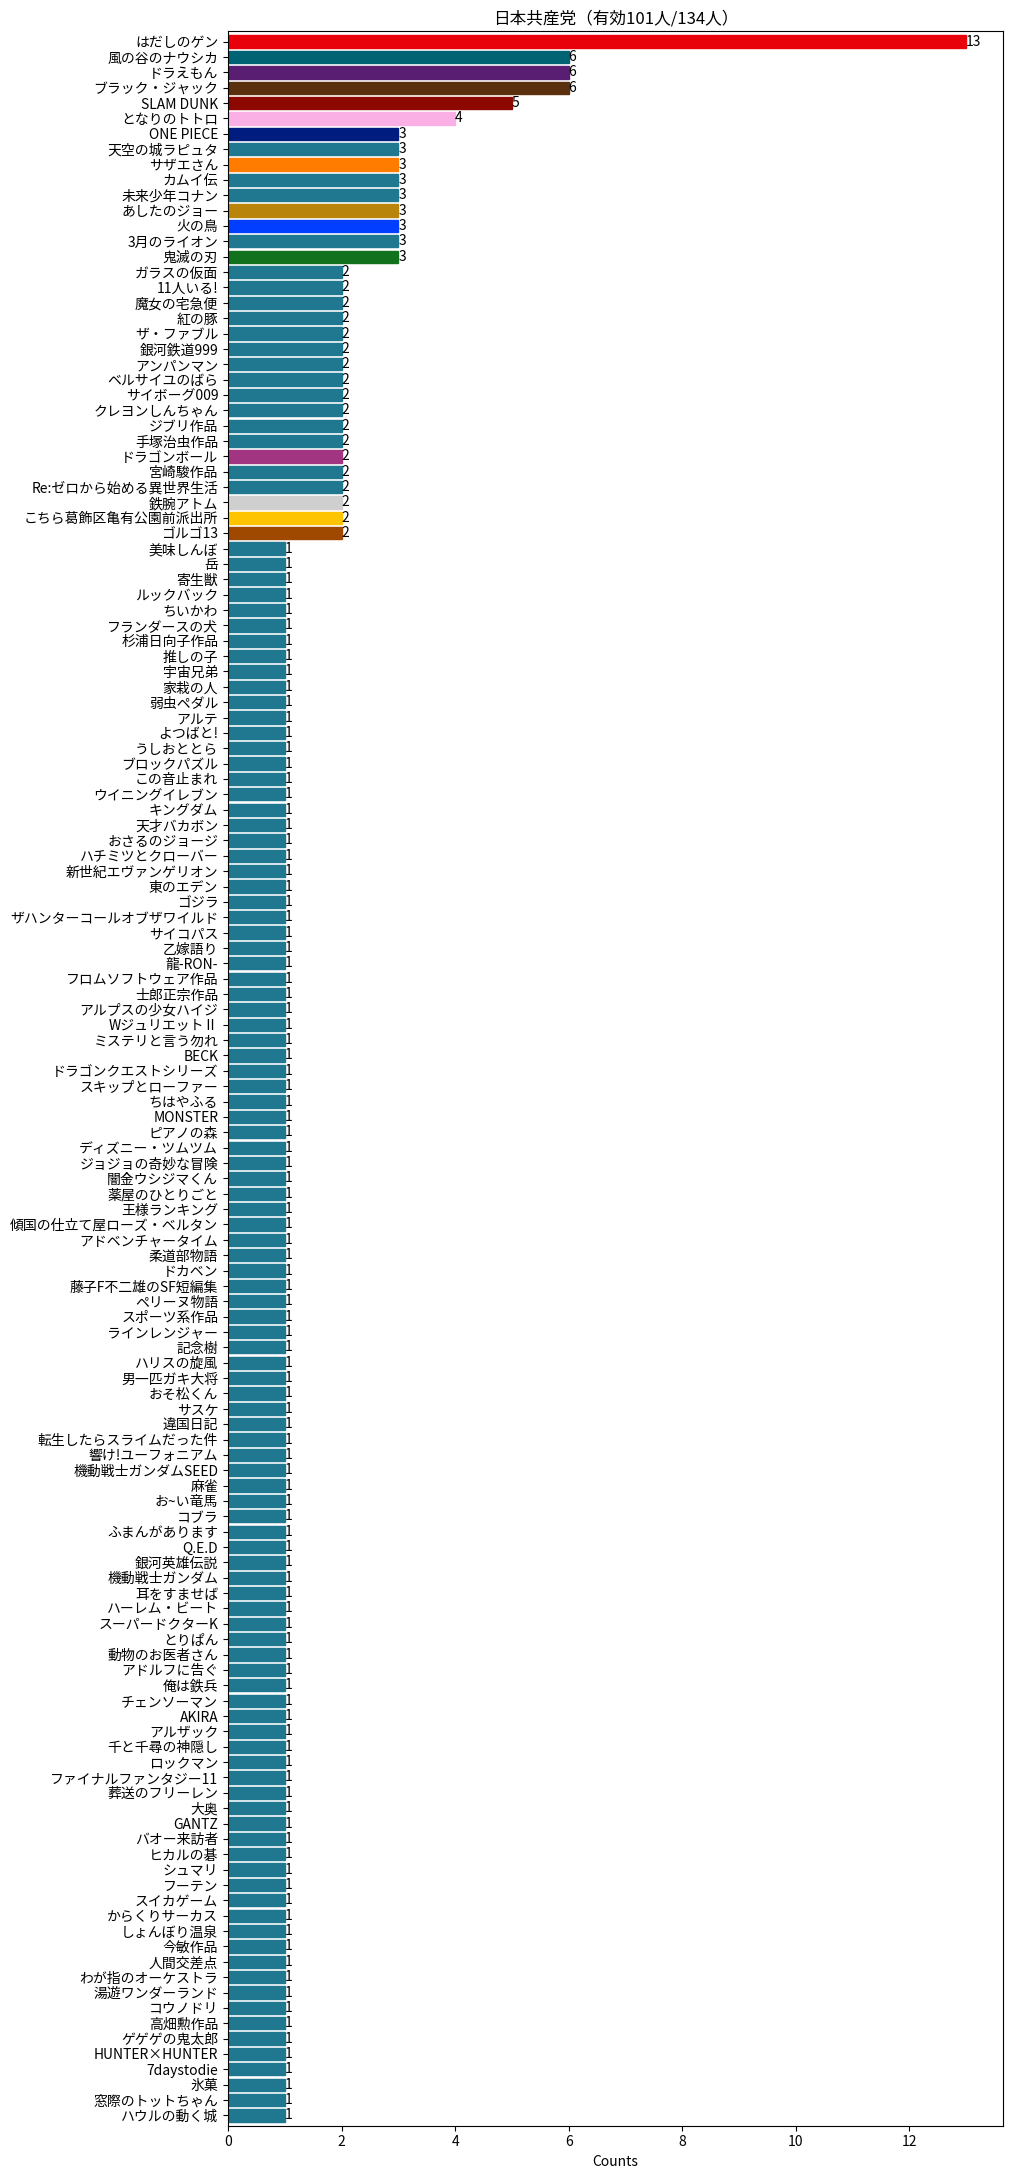 日本共産党（有効101人/134人）
はだしのゲン 13
風の谷のナウシカ 6
ドラえもん 6
ブラック・ジャック 6
SLAM DUNK 5
となりのトトロ 4
ONE PIECE 3
天空の城ラピュタ 3
サザエさん 3
カムイ伝 3
未来少年コナン 3
あしたのジョー 3
火の鳥 3
3月のライオン 3
鬼滅の刃 3
ガラスの仮面 2
11人いる! 2
魔女の宅急便 2
紅の豚 2
ザ・ファブル 2
銀河鉄道999 2
アンパンマン 2
ベルサイユのばら 2
サイボーグ009 2
クレヨンしんちゃん 2
ジブリ作品 2
手塚治虫作品 2
ドラゴンボール 2
宮崎駿作品 2
Re:ゼロから始める異世界生活 2
鉄腕アトム 2
こちら葛飾区亀有公園前派出所 2
ゴルゴ13 2
美味しんぼ 1
岳 1
寄生獣 1
ルックバック 1
ちいかわ 1
フランダースの犬 1
杉浦日向子作品 1
推しの子 1
宇宙兄弟 1
家栽の人 1
弱虫ペダル 1
アルテ 1
よつばと! 1
うしおととら 1
ブロックパズル 1
この音止まれ 1
ウイニングイレブン 1
キングダム 1
天才バカボン 1
おさるのジョージ 1
ハチミツとクローバー 1
新世紀エヴァンゲリオン 1
東のエデン 1
ゴジラ 1
ザハンターコールオブザワイルド 1
サイコパス 1
乙嫁語り 1
龍-RON- 1
フロムソフトウェア作品 1
士郎正宗作品 1
アルプスの少女ハイジ 1
WジュリエットⅡ 1
ミステリと言う勿れ 1
BECK 1
ドラゴンクエストシリーズ 1
スキップとローファー 1
ちはやふる 1
MONSTER 1
ピアノの森 1
ディズニー・ツムツム 1
ジョジョの奇妙な冒険 1
闇金ウシジマくん 1
薬屋のひとりごと 1
王様ランキング 1
傾国の仕立て屋ローズ・ベルタン 1
アドベンチャータイム 1
柔道部物語 1
ドカベン 1
藤子F不二雄のSF短編集 1
ペリーヌ物語 1
スポーツ系作品 1
ラインレンジャー 1
記念樹 1
ハリスの旋風 1
男一匹ガキ大将 1
おそ松くん 1
サスケ 1
違国日記 1
転生したらスライムだった件 1
響け!ユーフォニアム 1
機動戦士ガンダムSEED 1
麻雀 1
お~い竜馬 1
コブラ 1
ふまんがあります 1
Q.E.D 1
銀河英雄伝説 1
機動戦士ガンダム 1
耳をすませば 1
ハーレム・ビート 1
スーパードクターK 1
とりぱん 1
動物のお医者さん 1
アドルフに告ぐ 1
俺は鉄兵 1
チェンソーマン 1
AKIRA 1
アルザック 1
千と千尋の神隠し 1
ロックマン 1
ファイナルファンタジー11 1
葬送のフリーレン 1
大奥 1
GANTZ 1
バオー来訪者 1
ヒカルの碁 1
シュマリ 1
フーテン 1
スイカゲーム 1
からくりサーカス 1
しょんぼり温泉 1
今敏作品 1
人間交差点 1
わが指のオーケストラ 1
湯遊ワンダーランド 1
コウノドリ 1
高畑勲作品 1
ゲゲゲの鬼太郎 1
HUNTER×HUNTER 1
7daystodie 1
氷菓 1
窓際のトットちゃん 1
ハウルの動く城 1
0 2 4 6 8 10 12
Counts